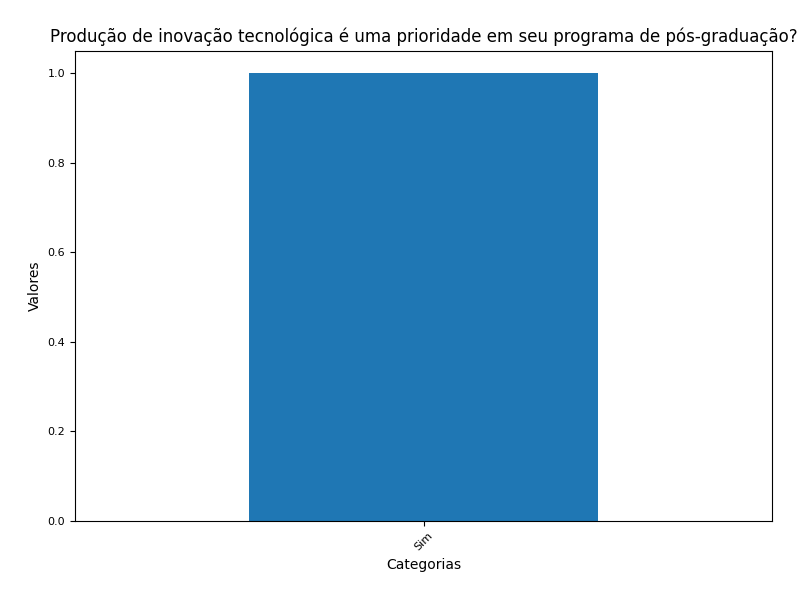 Produção de inovação tecnológica é uma prioridade em seu programa de pós-graduação?
1.0
0.8
0.6
0.4
0.2
0.0
Valores
Sim
Categorias